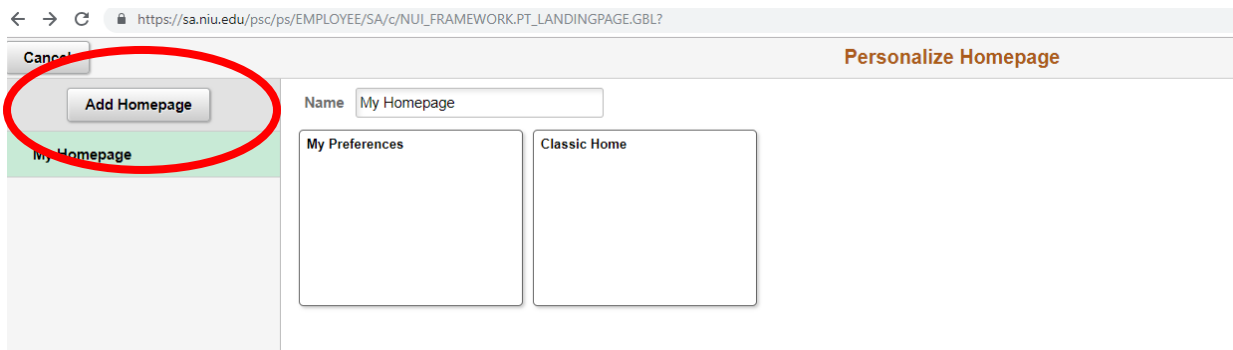 https://sa.niu.edu/psc/ps/EMPLOYEE/SA/c/NUI_FRAMEWORK.PT_LANDINGPAGE.GBL?
Cancel
Personalize Homepage
Add Homepage
Name My Homepage
My Homepage
My Preferences
Classic Home